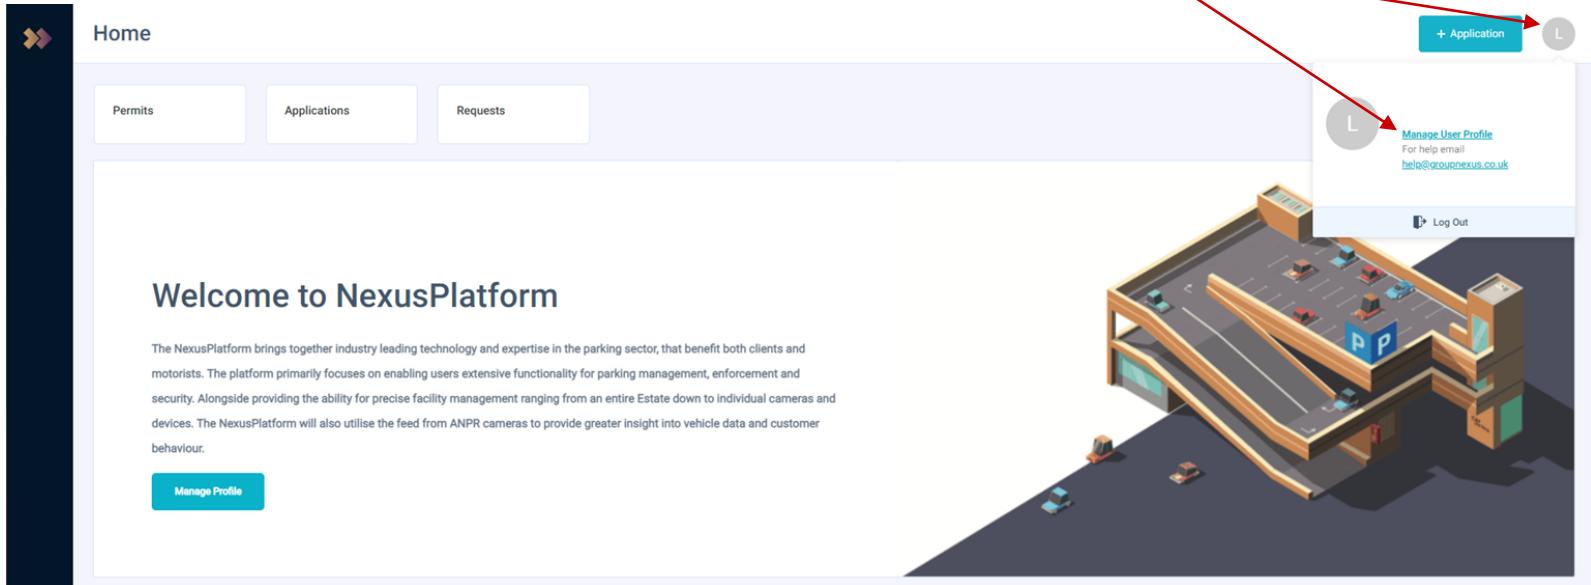 Home
+ Application
L
Permits
Applications
Requests
L
Manage User Profile
For help email
help@groupnexus.co.uk
Log Out
Welcome to NexusPlatform
The NexusPlatform brings together industry leading technology and expertise in the parking sector, that benefit both clients and
motorists. The platform primarily focuses on enabling users extensive functionality for parking management, enforcement and
security. Alongside providing the ability for precise facility management ranging from an entire Estate down to individual cameras and
devices. The NexusPlatform will also utilise the feed from ANPR cameras to provide greater insight into vehicle data and customer
behaviour.
Manage Profile
P P